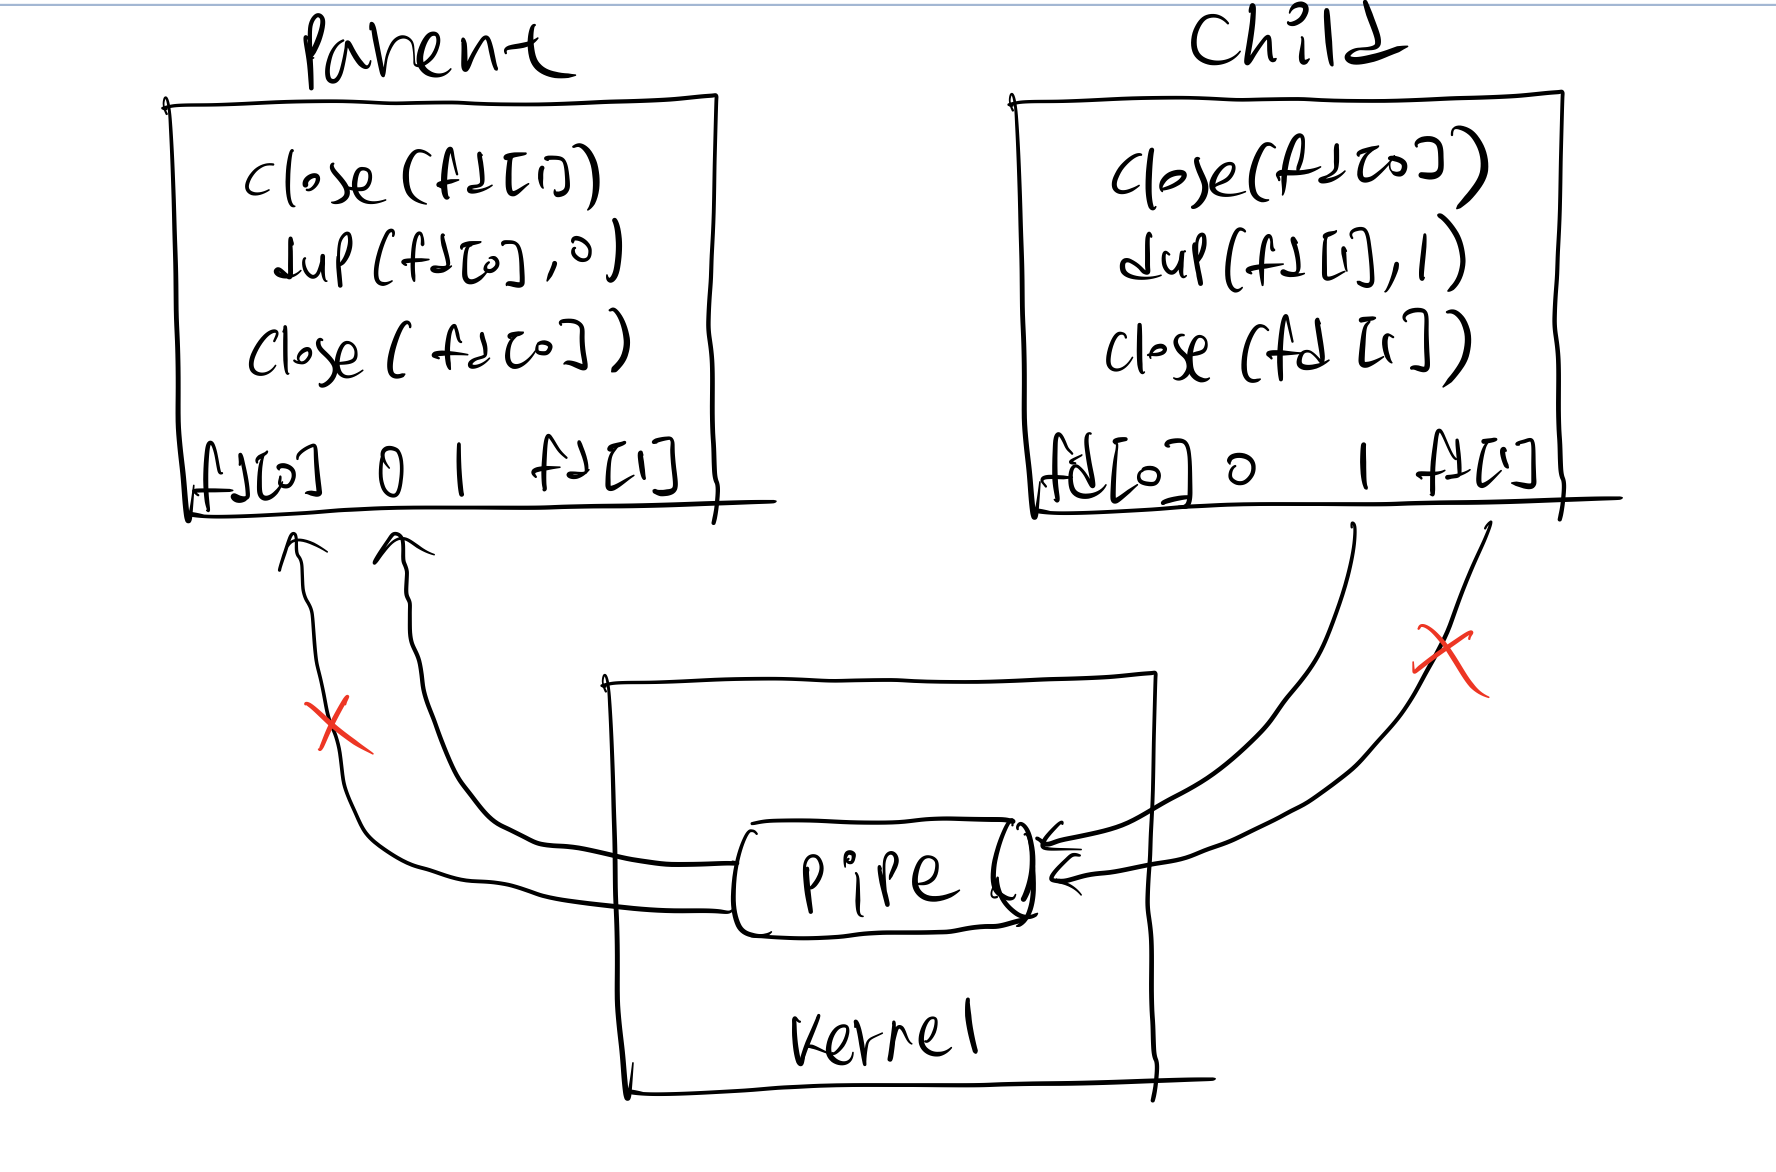 Parent
close (fd[1])
dup (fd[0], 0)
close (fd[0])
fd[0] 0 1 fd[1]
Child
close (fd[0])
dup (fd[1], 1)
close (fd [1])
fd[0] 0 1 fd[1]
pipe
kernel